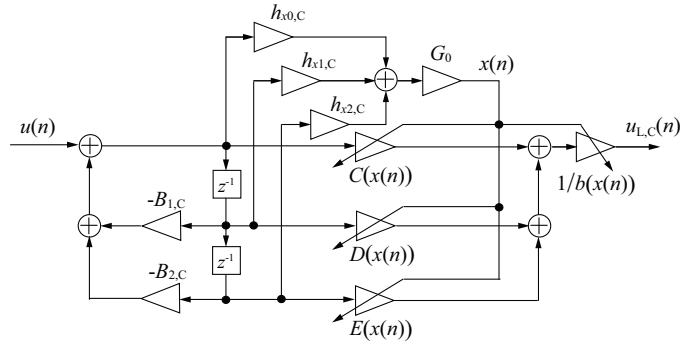 h_{x0,C}
G_0
x(n)
h_{x1,C}
h_{x2,C}
u(n)
u_{L,C}(n)
C(x(n))
1/b(x(n))
z^{-1}
-B_{1,C}
D(x(n))
z^{-1}
-B_{2,C}
E(x(n))